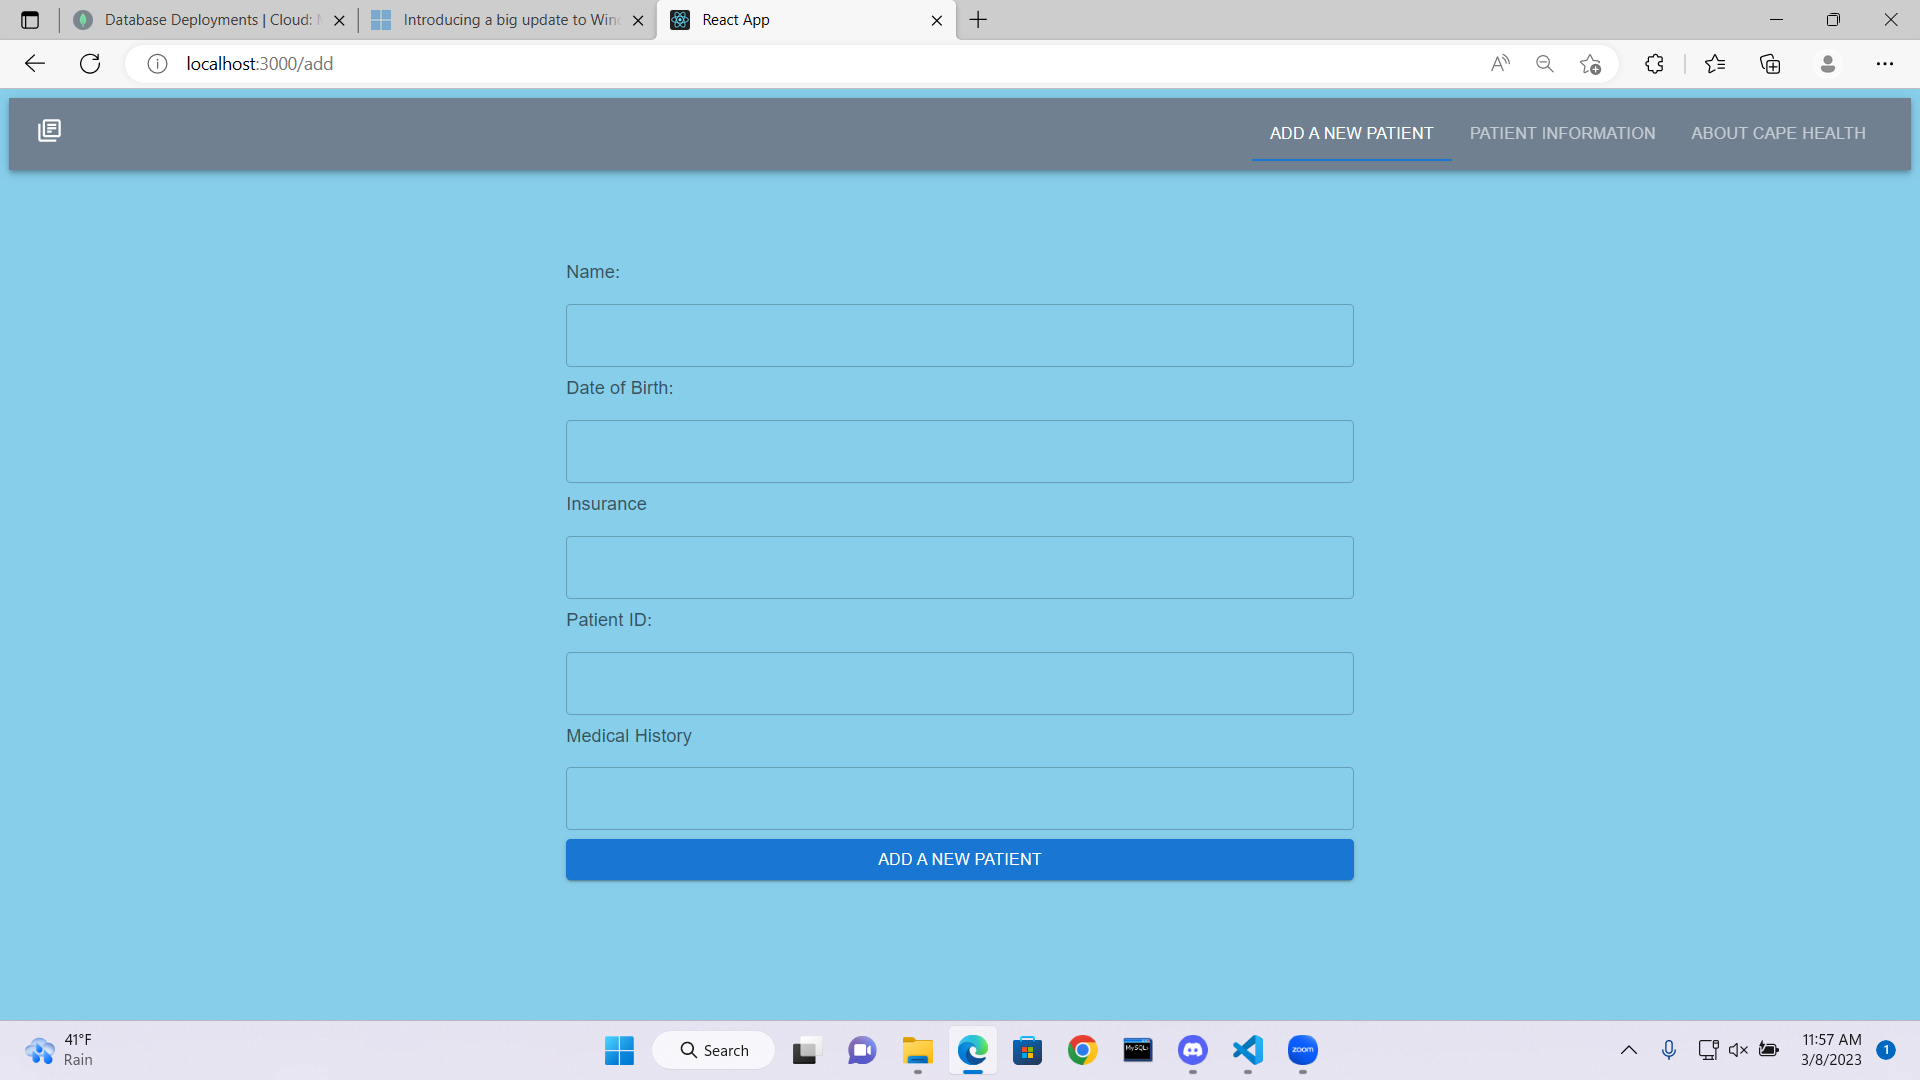 Database Deployments | Cloud:
Introducing a big update to Win
React App
localhost:3000/add
ADD A NEW PATIENT
PATIENT INFORMATION
ABOUT CAPE HEALTH
Name:
Date of Birth:
Insurance
Patient ID:
Medical History
ADD A NEW PATIENT
41°F
Rain
Search
MySQL
zoom
11:57 AM
3/8/2023
1